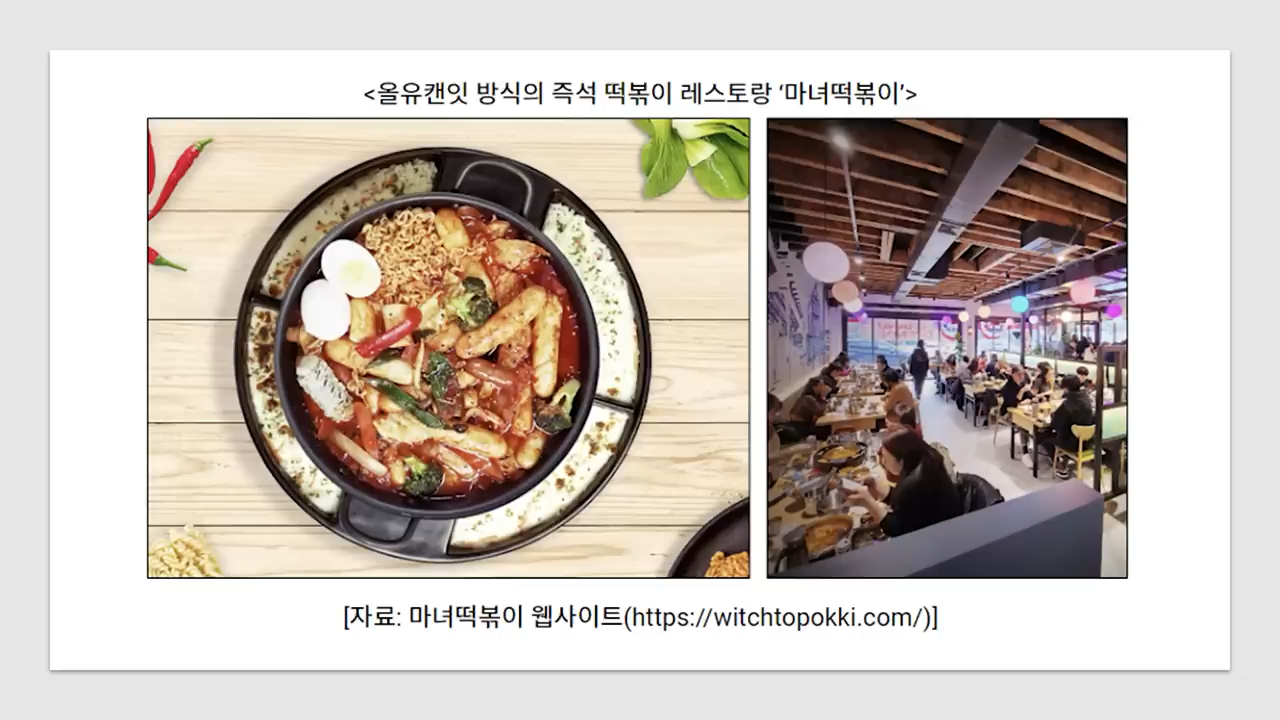 <올유캔잇 방식의 즉석 떡볶이 레스토랑 ‘마녀떡볶이’>
[자료: 마녀떡볶이 웹사이트(https://witchtopokki.com/)]